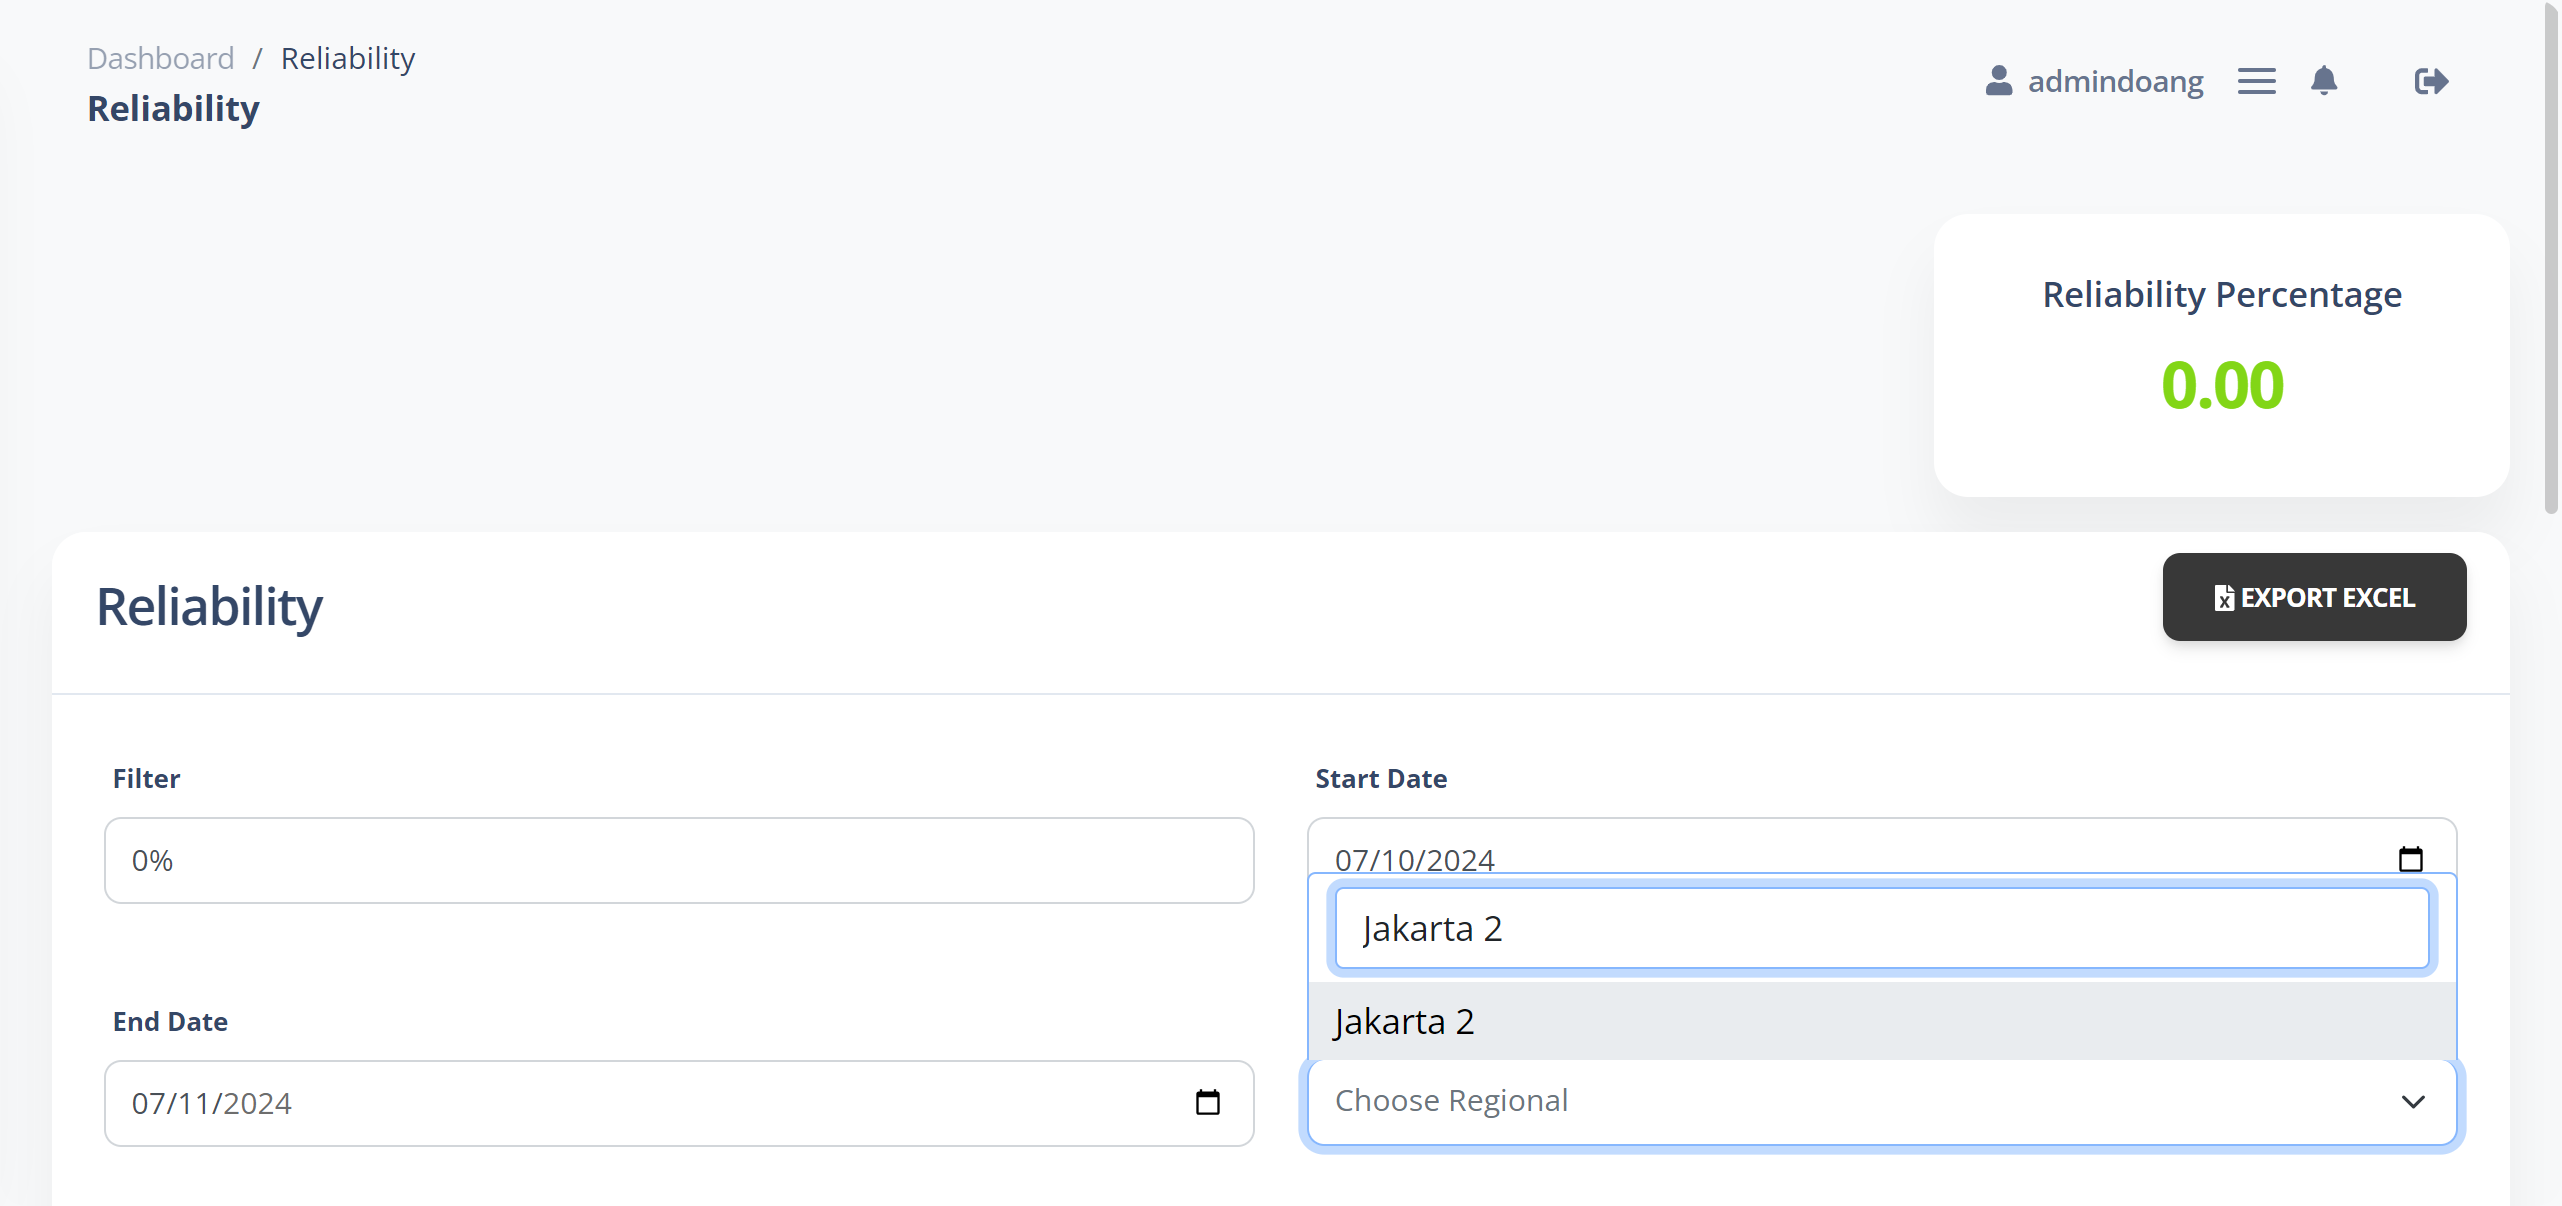 Dashboard / Reliability
Reliability
admindoang
Reliability Percentage
0.00
Reliability
EXPORT EXCEL
Filter
Start Date
0%
07/10/2024
Jakarta 2
Jakarta 2
End Date
07/11/2024
Choose Regional